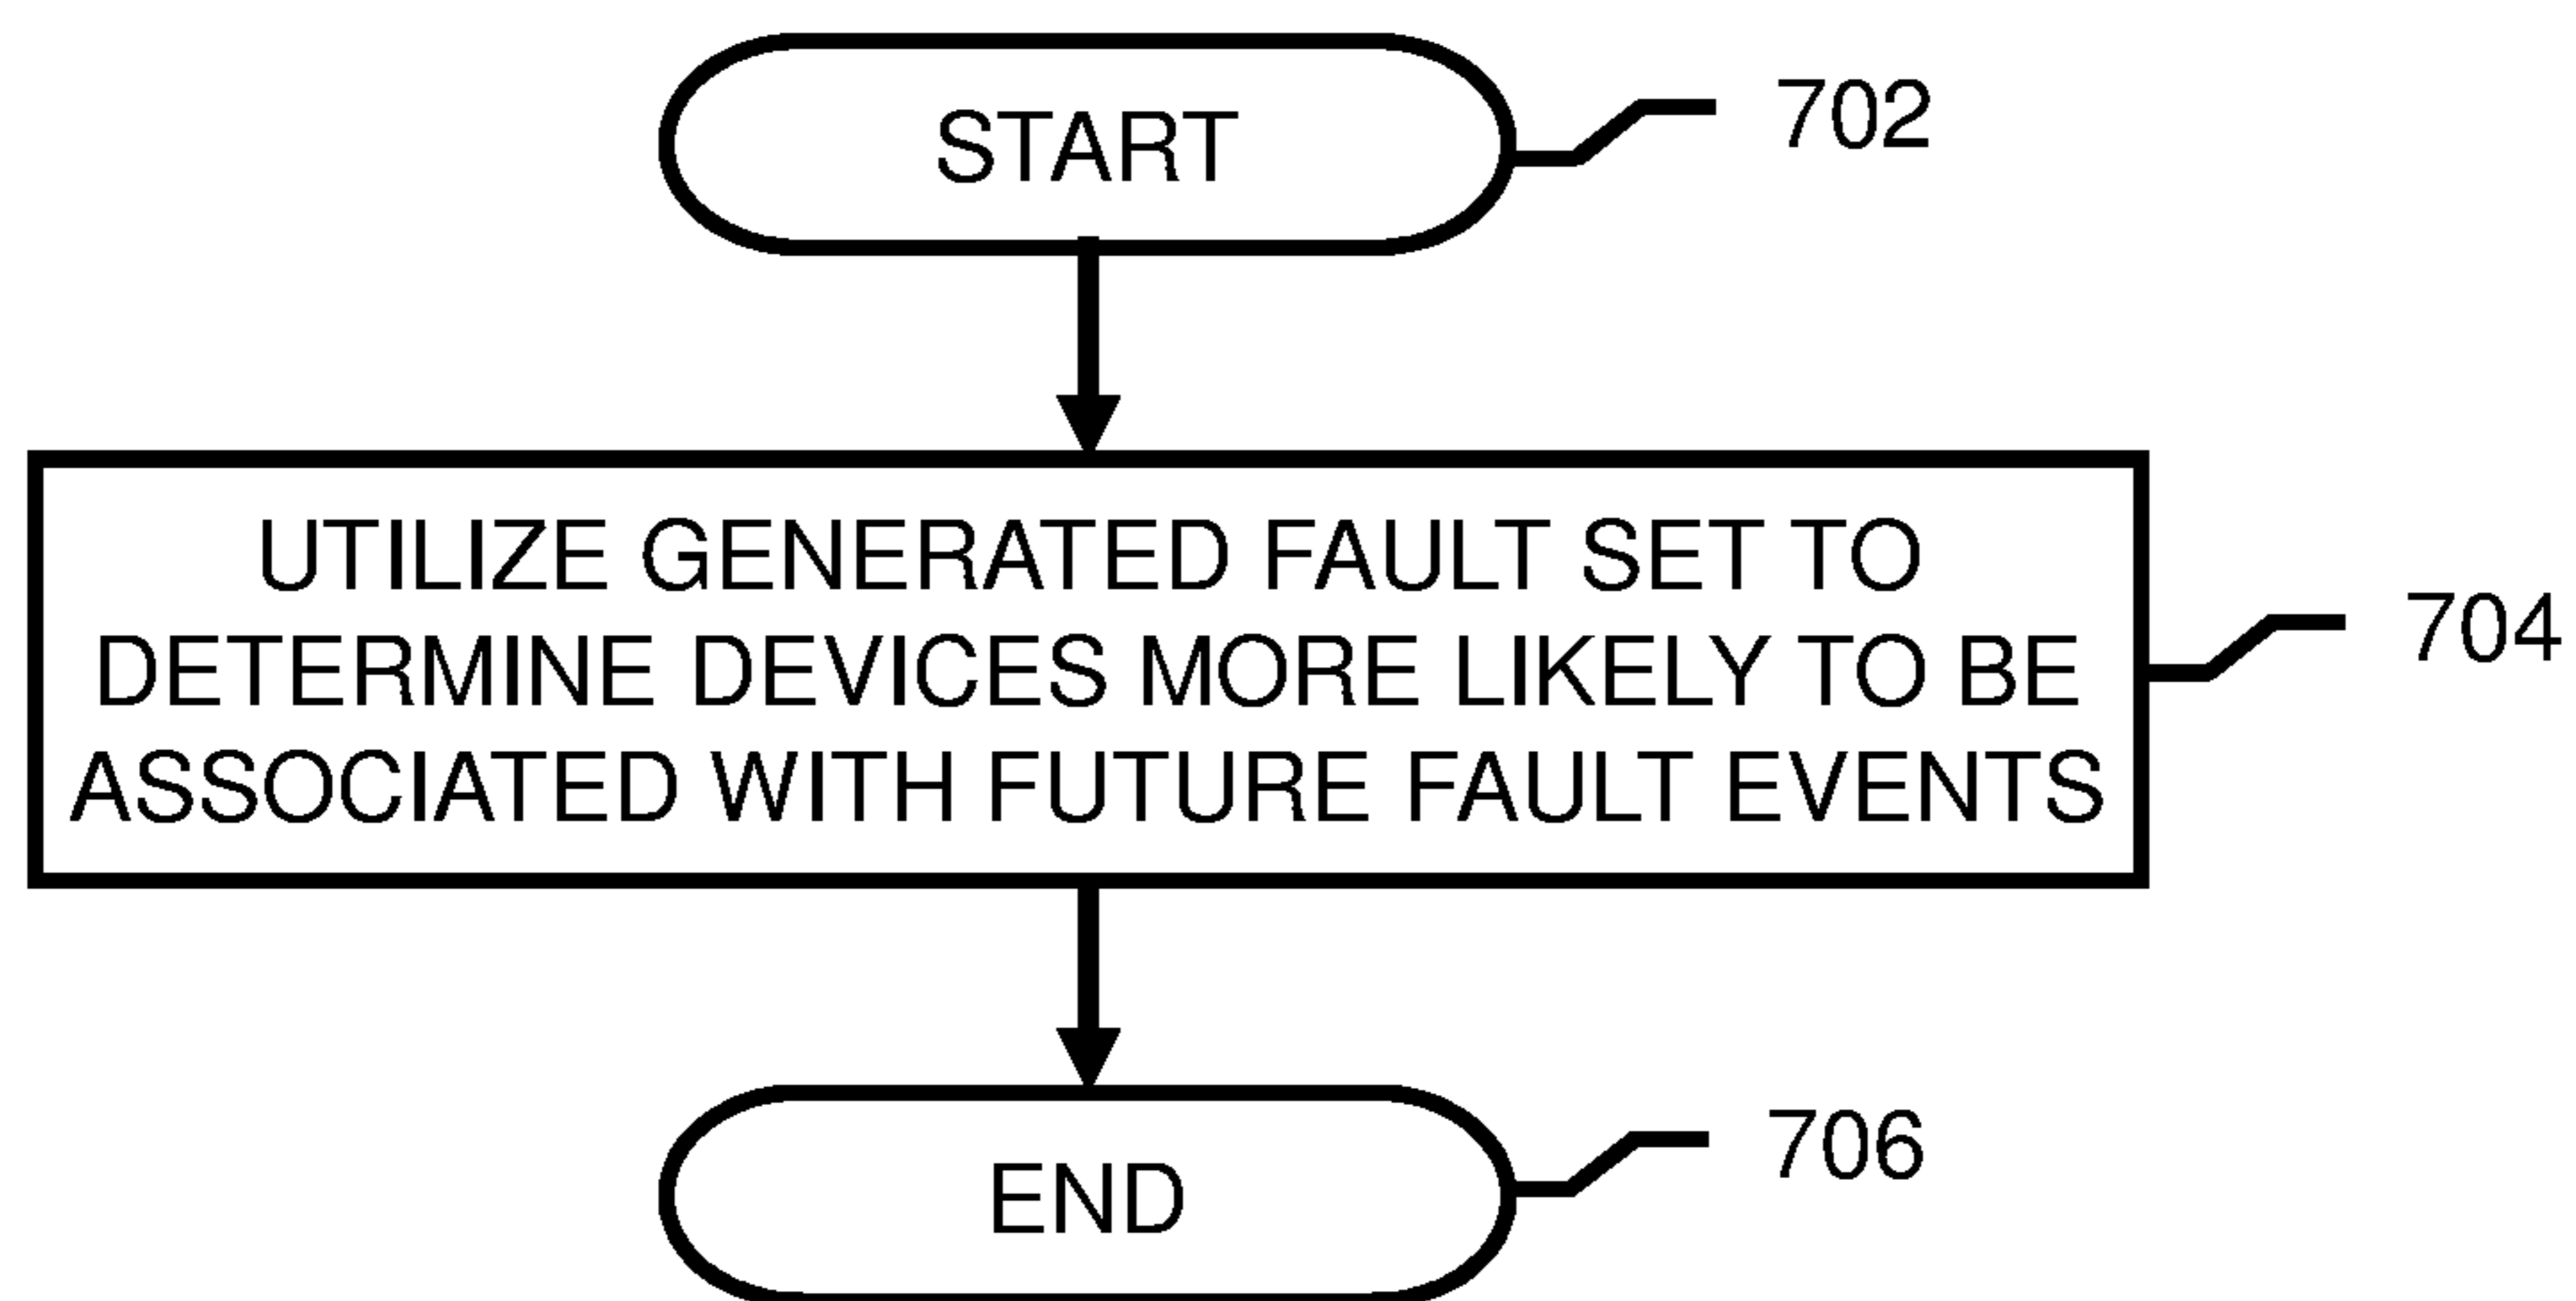 START
702
UTILIZE GENERATED FAULT SET TO
DETERMINE DEVICES MORE LIKELY TO BE
ASSOCIATED WITH FUTURE FAULT EVENTS
704
END
706